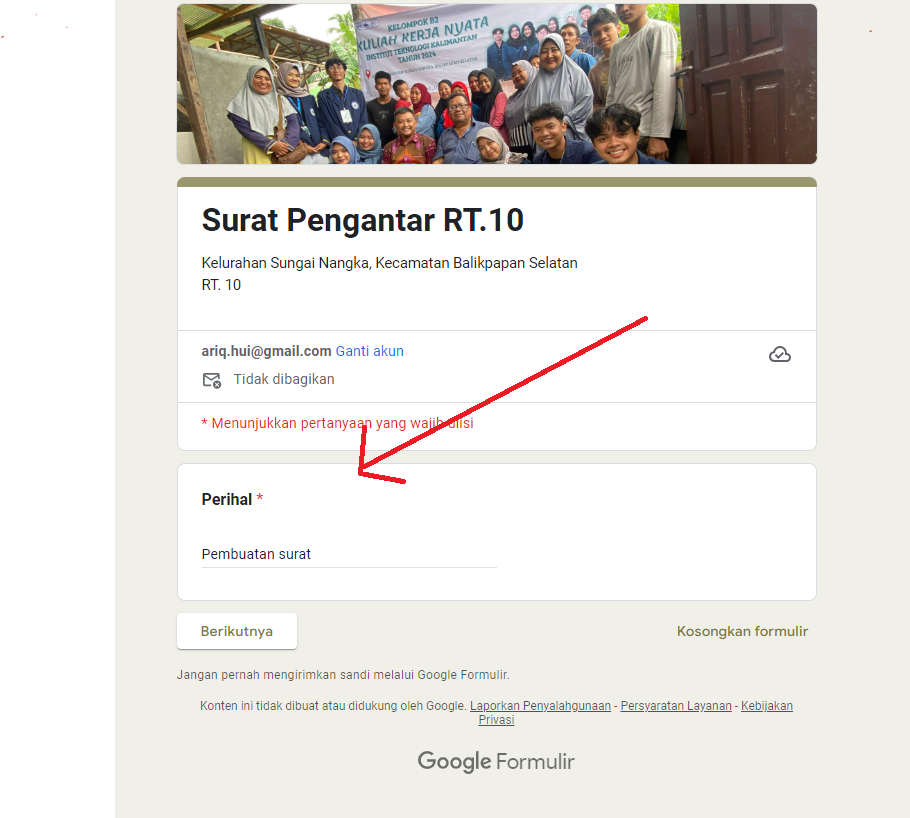 KELOMPOK B2
KULIAH KERJA NYATA
INSTITUT TEKNOLOGI KALIMANTAN
TAHUN 2024
Surat Pengantar RT.10
Kelurahan Sungai Nangka, Kecamatan Balikpapan Selatan
RT. 10
ariq.hui@gmail.com Ganti akun
Tidak dibagikan
* Menunjukkan pertanyaan yang wajib diisi
Perihal *
Pembuatan surat
Berikutnya
Kosongkan formulir
Jangan pernah mengirimkan sandi melalui Google Formulir.
Konten ini tidak dibuat atau didukung oleh Google. Laporkan Penyalahgunaan - Persyaratan Layanan - Kebijakan
Privasi
Google Formulir